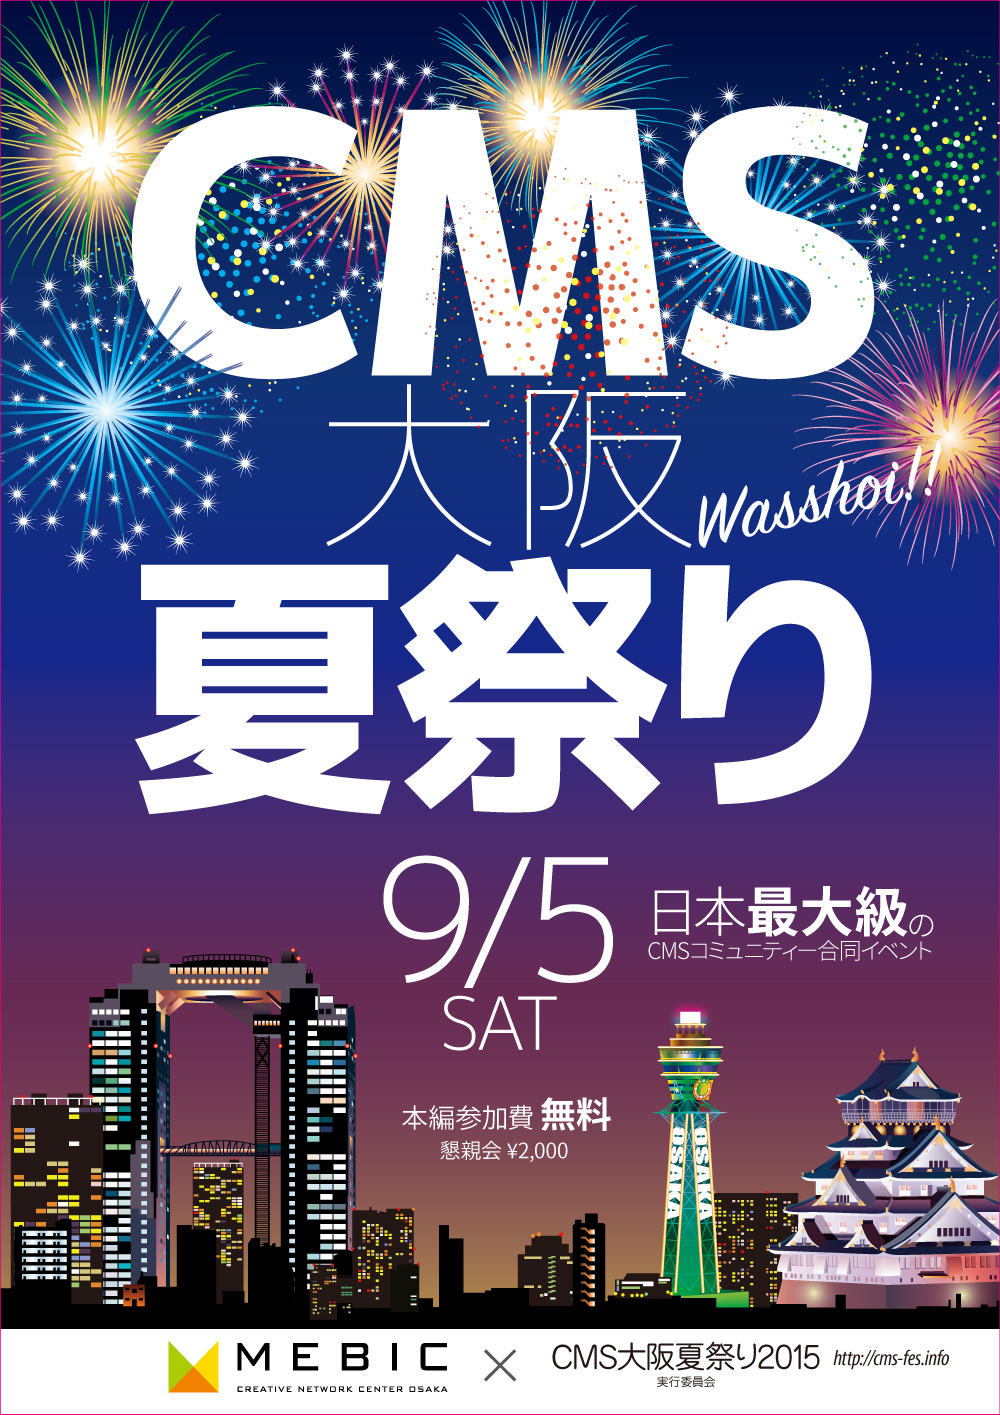 CMS
大阪
Wasshoi!!
夏祭り
9/5
SAT
日本最大級の
CMSコミュニティー合同イベント
本編参加費 無料
懇親会 ¥2,000
OSAKA
OSAKA
MEBIC
CREATIVE NETWORK CENTER OSAKA
×
CMS大阪夏祭り2015
実行委員会
http://cms-fes.info